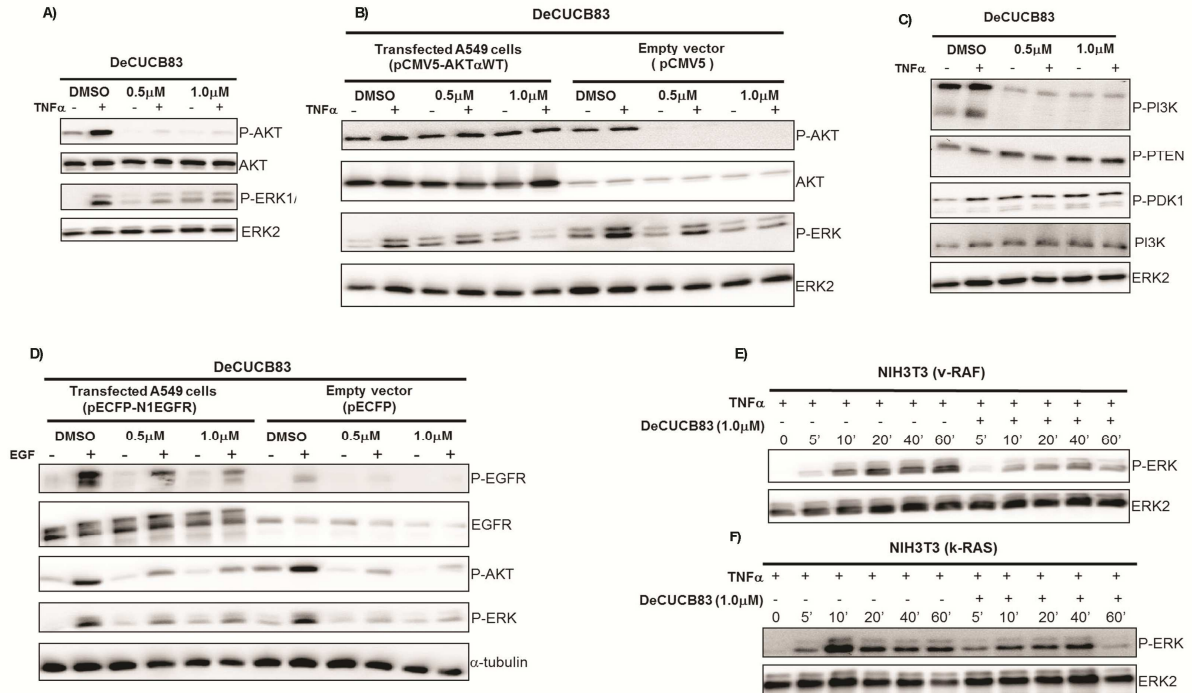 A)
DeCUCB83
DMSO 0.5μM 1.0μM
TNFα - + - + - +
P-AKT
AKT
P-ERK1/
ERK2
B)
DeCUCB83
Transfected A549 cells Empty vector
(pCMV5-AKTαWT) ( pCMV5 )
DMSO 0.5μM 1.0μM DMSO 0.5μM 1.0μM
TNFα - + - + - + - + - + - +
P-AKT
AKT
P-ERK
ERK2
C)
DeCUCB83
DMSO 0.5μM 1.0μM
TNFα - + - + - +
P-PI3K
P-PTEN
P-PDK1
PI3K
ERK2
D)
DeCUCB83
Transfected A549 cells Empty vector
(pECFP-N1EGFR) (pECFP)
DMSO 0.5μM 1.0μM DMSO 0.5μM 1.0μM
EGF - + - + - + - + - + - +
P-EGFR
EGFR
P-AKT
P-ERK
α-tubulin
E)
NIH3T3 (v-RAF)
TNFα + + + + + + + + + + +
DeCUCB83 (1.0μM) - - - - - - + + + + +
0 5' 10' 20' 40' 60' 5' 10' 20' 40' 60'
P-ERK
ERK2
F)
NIH3T3 (k-RAS)
TNFα + + + + + + + + + + +
DeCUCB83 (1.0μM) - - - - - - + + + + +
0 5' 10' 20' 40' 60' 5' 10' 20' 40' 60'
P-ERK
ERK2